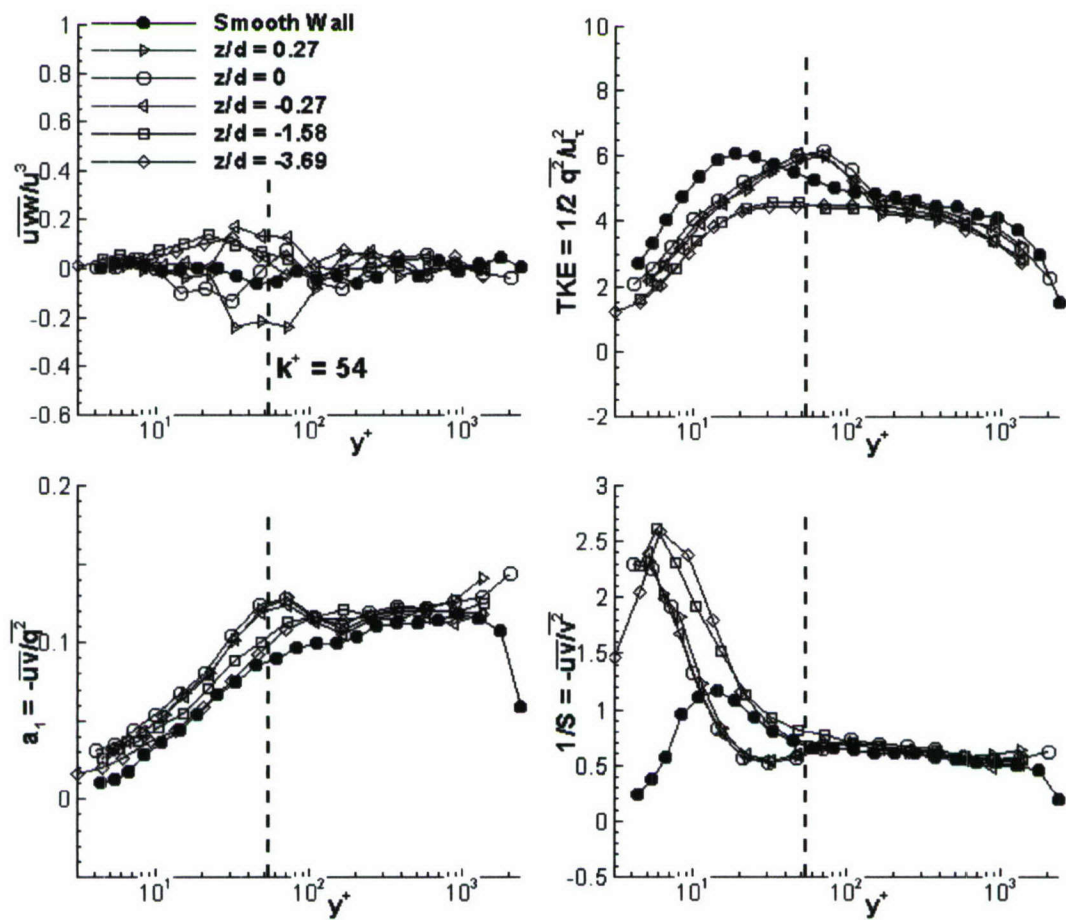 Smooth Wall
z/d = 0.27
z/d = 0
z/d = -0.27
z/d = -1.58
z/d = -3.69
1
0.8
0.6
0.4
0.2
0
-0.2
-0.4
-0.6
uvw/u³
k⁺ = 54
10¹
10²
10³
y⁺
10
8
6
4
2
0
-2
TKE = 1/2 q²/u²τ
10¹
10²
10³
y⁺
0.2
0.1
0
a₁ = -uv/q²
10¹
10²
10³
y⁺
3
2.5
2
1.5
1
0.5
0
-0.5
1/S = -uv/v²
10¹
10²
10³
y⁺